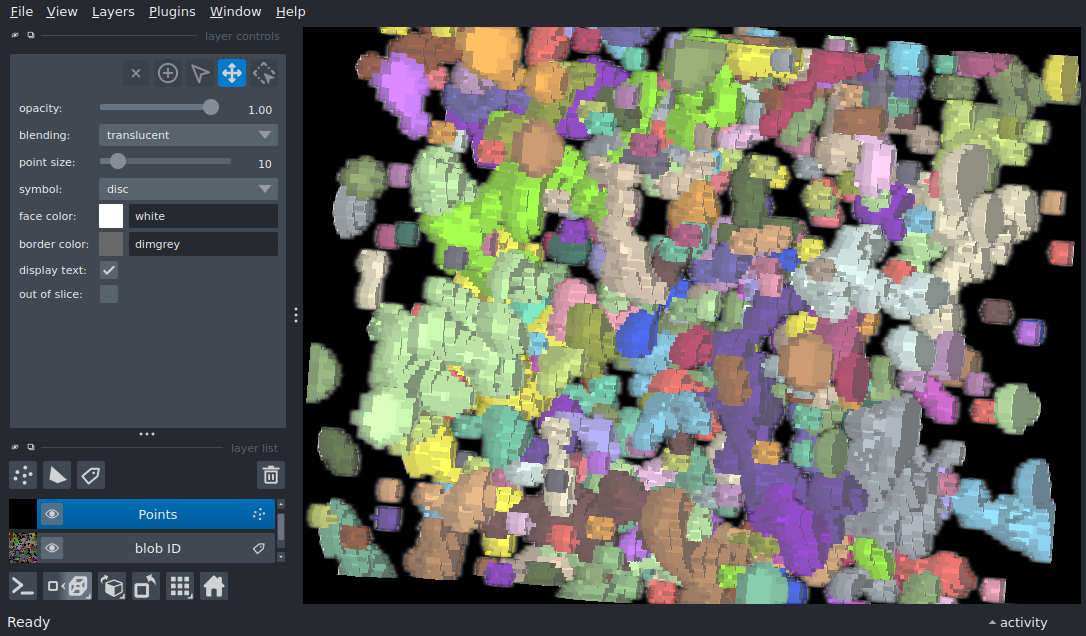 File View Layers Plugins Window Help
layer controls
opacity: 1.00
blending: translucent
point size: 10
symbol: disc
face color: white
border color: dimgrey
display text:
out of slice:
layer list
Points
blob ID
Ready
activity